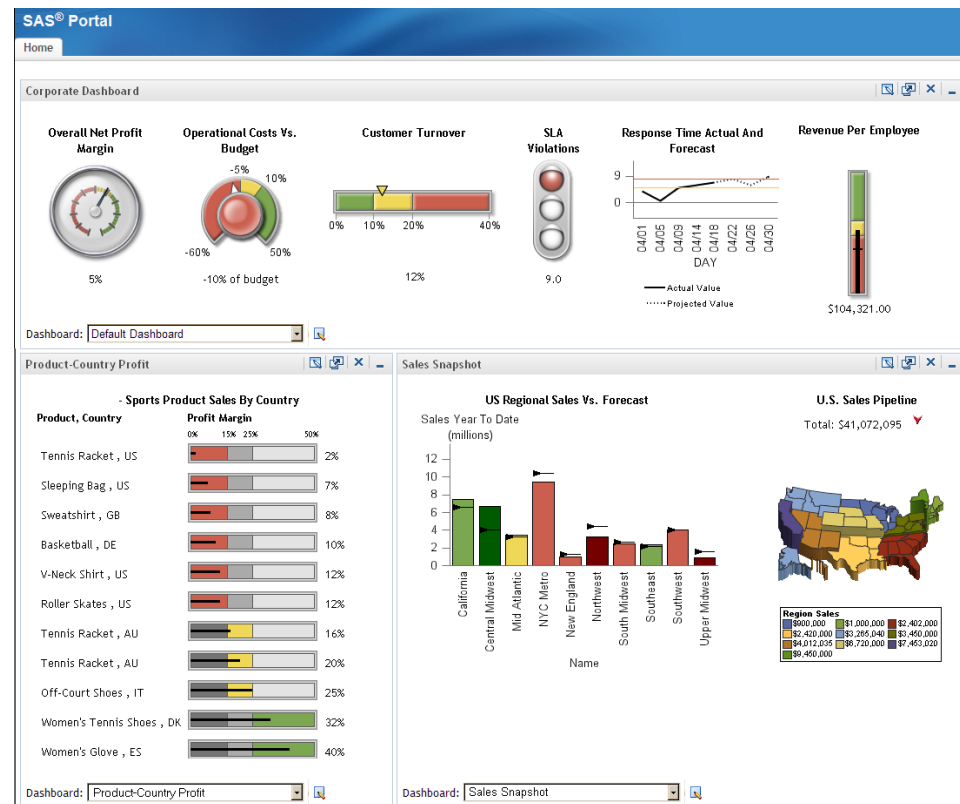 SAS® Portal
Home
Corporate Dashboard
Overall Net Profit Margin
5%
Operational Costs Vs. Budget
-5%
10%
-60%
50%
-10% of budget
Customer Turnover
0% 10% 20% 40%
12%
SLA Violations
9.0
Response Time Actual And Forecast
9
0
04/01 04/05 04/09 04/14 04/18 04/22 04/26 04/30
DAY
Actual Value
Projected Value
Revenue Per Employee
$104,321.00
Dashboard: Default Dashboard
Product-Country Profit
- Sports Product Sales By Country
Product, Country Profit Margin
0% 15% 25% 50%
Tennis Racket , US 2%
Sleeping Bag , US 7%
Sweatshirt , GB 8%
Basketball , DE 10%
V-Neck Shirt , US 12%
Roller Skates , US 12%
Tennis Racket , AU 16%
Tennis Racket , AU 20%
Off-Court Shoes , IT 25%
Women's Tennis Shoes , DK 32%
Women's Glove , ES 40%
Dashboard: Product-Country Profit
Sales Snapshot
US Regional Sales Vs. Forecast
Sales Year To Date
(millions)
12
10
8
6
4
2
0
California
Central Midwest
Mid Atlantic
NYC Metro
New England
Northwest
South Midwest
Southeast
Southwest
Upper Midwest
Name
U.S. Sales Pipeline
Total: $41,072,095
Region Sales
$900,000 $1,000,000 $2,402,000
$2,420,000 $3,265,040 $3,450,000
$4,012,035 $6,720,000 $7,453,020
$9,450,000
Dashboard: Sales Snapshot